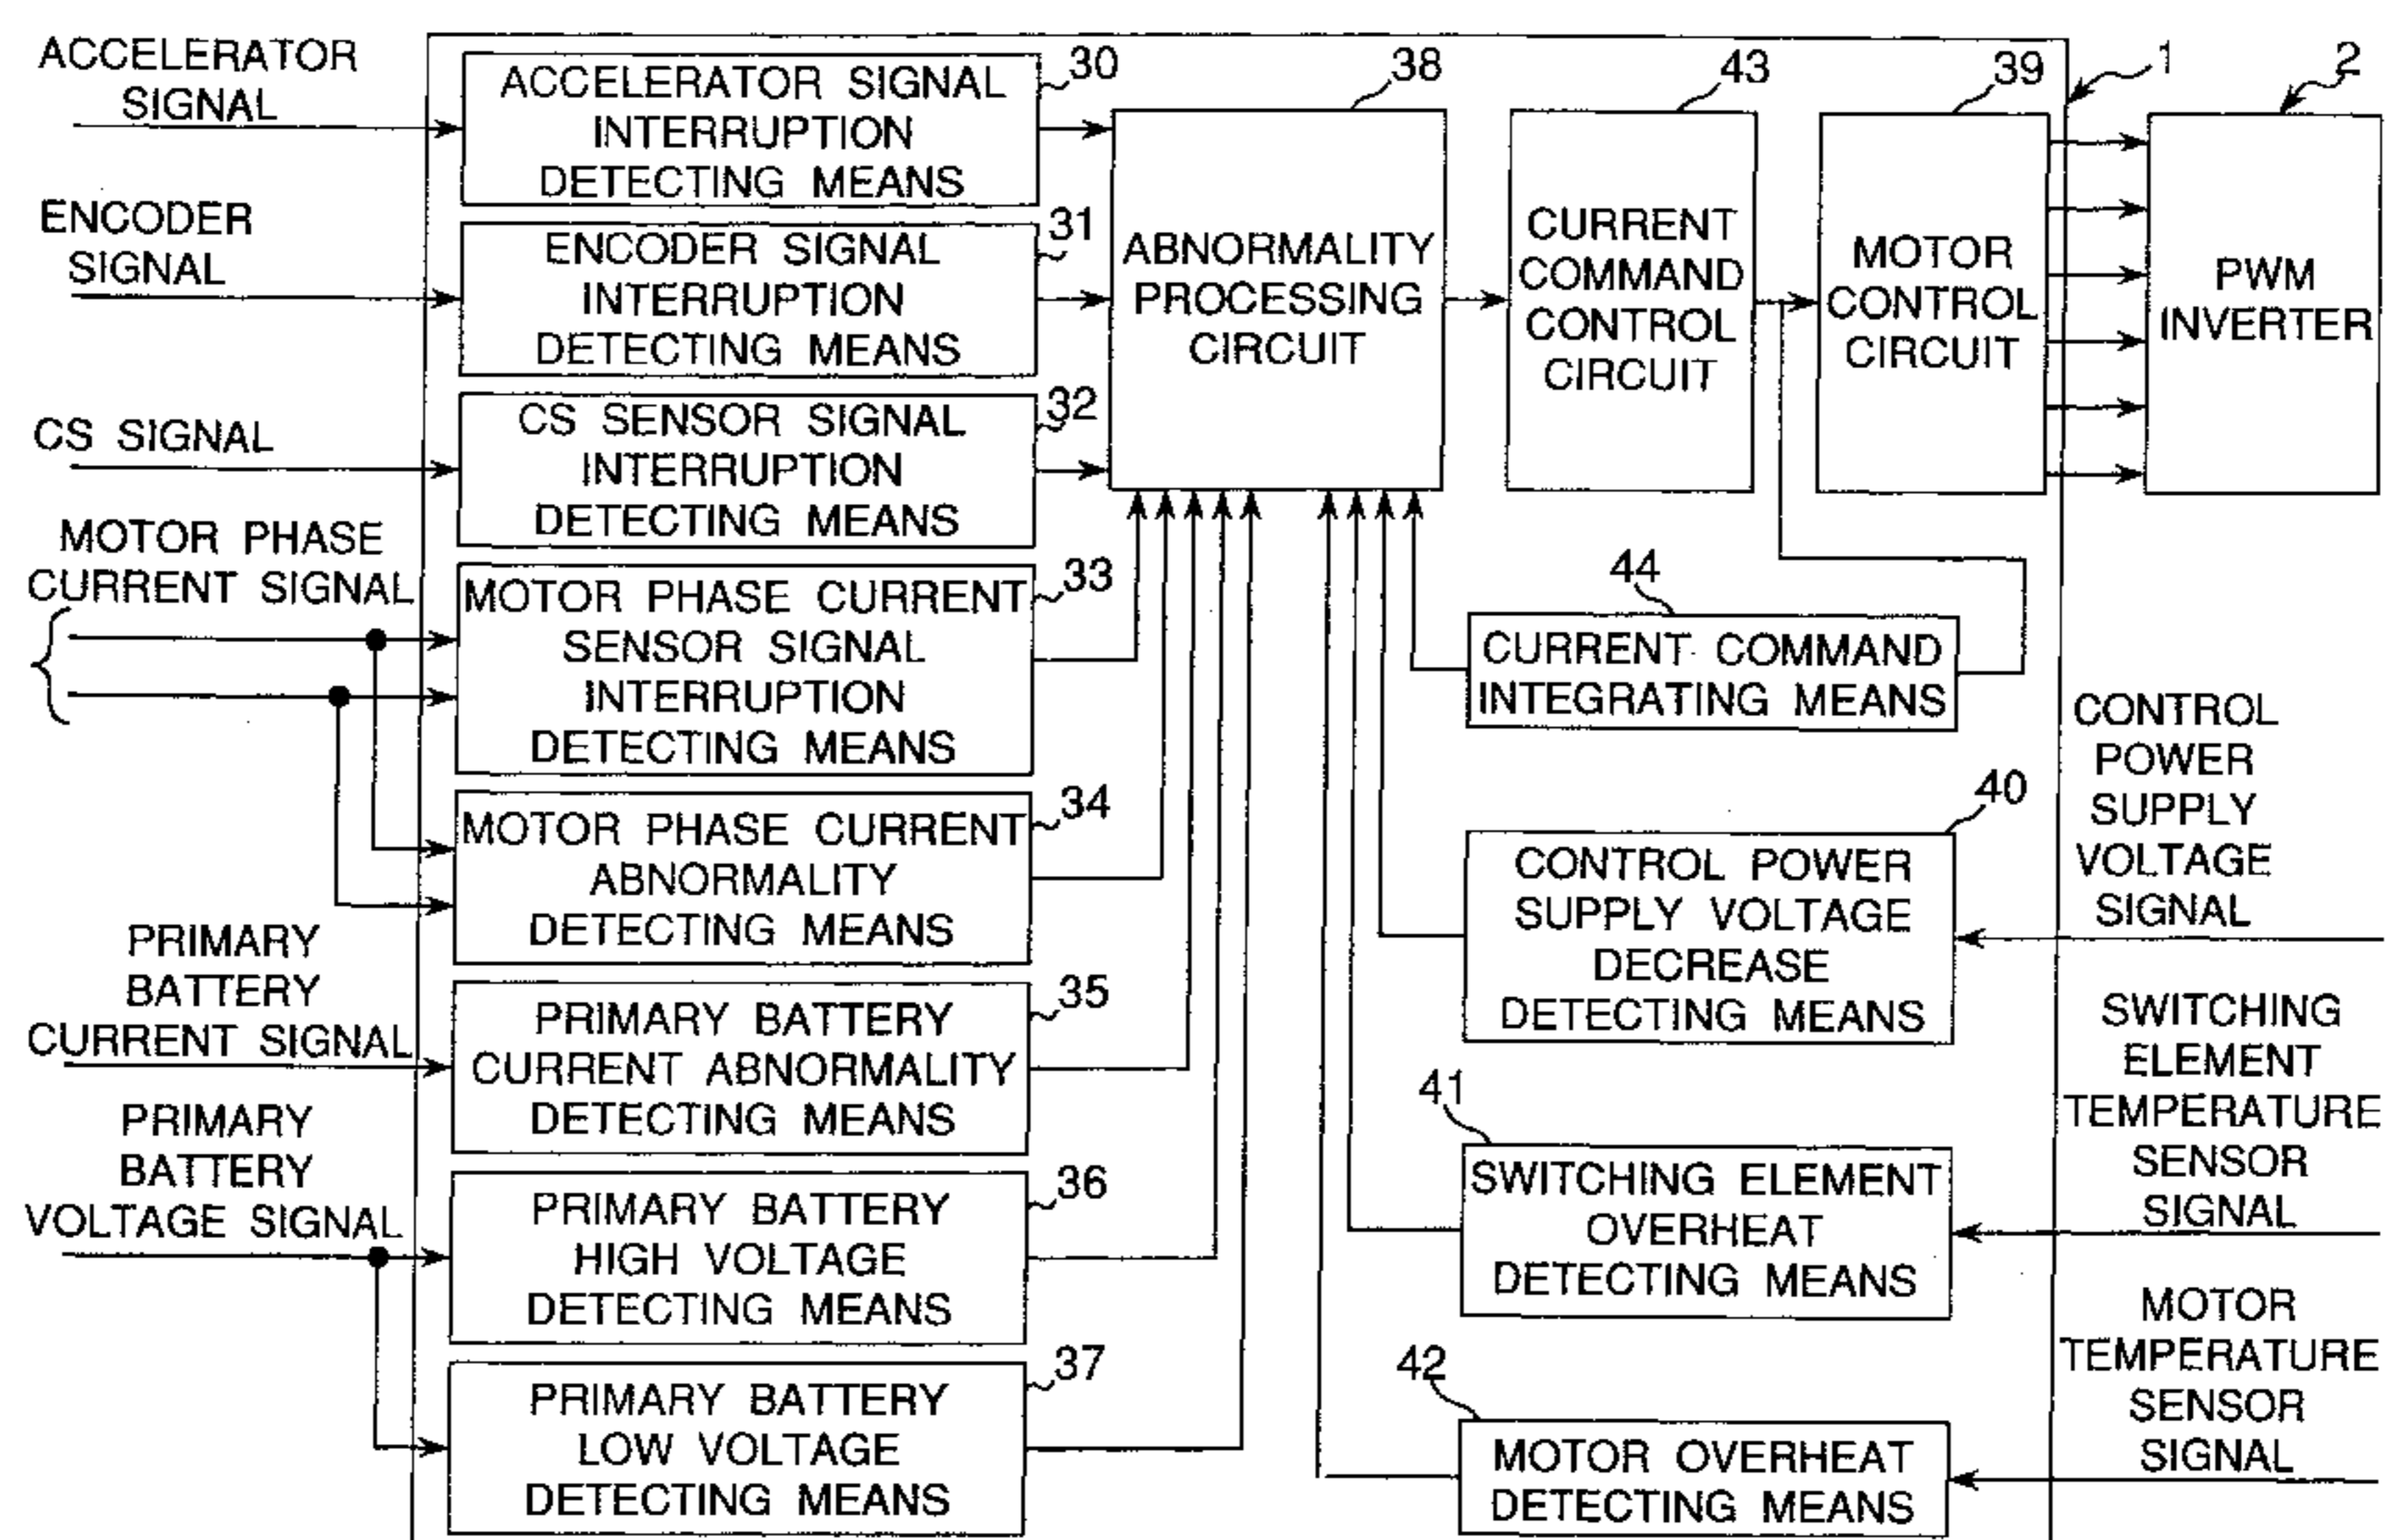 ACCELERATOR
SIGNAL
ENCODER
SIGNAL
CS SIGNAL
MOTOR PHASE
CURRENT SIGNAL
PRIMARY
BATTERY
CURRENT SIGNAL
PRIMARY
BATTERY
VOLTAGE SIGNAL
30
ACCELERATOR SIGNAL
INTERRUPTION
DETECTING MEANS
31
ENCODER SIGNAL
INTERRUPTION
DETECTING MEANS
32
CS SENSOR SIGNAL
INTERRUPTION
DETECTING MEANS
33
MOTOR PHASE CURRENT
SENSOR SIGNAL
INTERRUPTION
DETECTING MEANS
34
MOTOR PHASE CURRENT
ABNORMALITY
DETECTING MEANS
35
PRIMARY BATTERY
CURRENT ABNORMALITY
DETECTING MEANS
36
PRIMARY BATTERY
HIGH VOLTAGE
DETECTING MEANS
37
PRIMARY BATTERY
LOW VOLTAGE
DETECTING MEANS
38
ABNORMALITY
PROCESSING
CIRCUIT
43
CURRENT
COMMAND
CONTROL
CIRCUIT
39
MOTOR
CONTROL
CIRCUIT
1
2
PWM
INVERTER
44
CURRENT COMMAND
INTEGRATING MEANS
40
CONTROL POWER
SUPPLY VOLTAGE
DECREASE
DETECTING MEANS
41
SWITCHING ELEMENT
OVERHEAT
DETECTING MEANS
42
MOTOR OVERHEAT
DETECTING MEANS
CONTROL
POWER
SUPPLY
VOLTAGE
SIGNAL
SWITCHING
ELEMENT
TEMPERATURE
SENSOR
SIGNAL
MOTOR
TEMPERATURE
SENSOR
SIGNAL